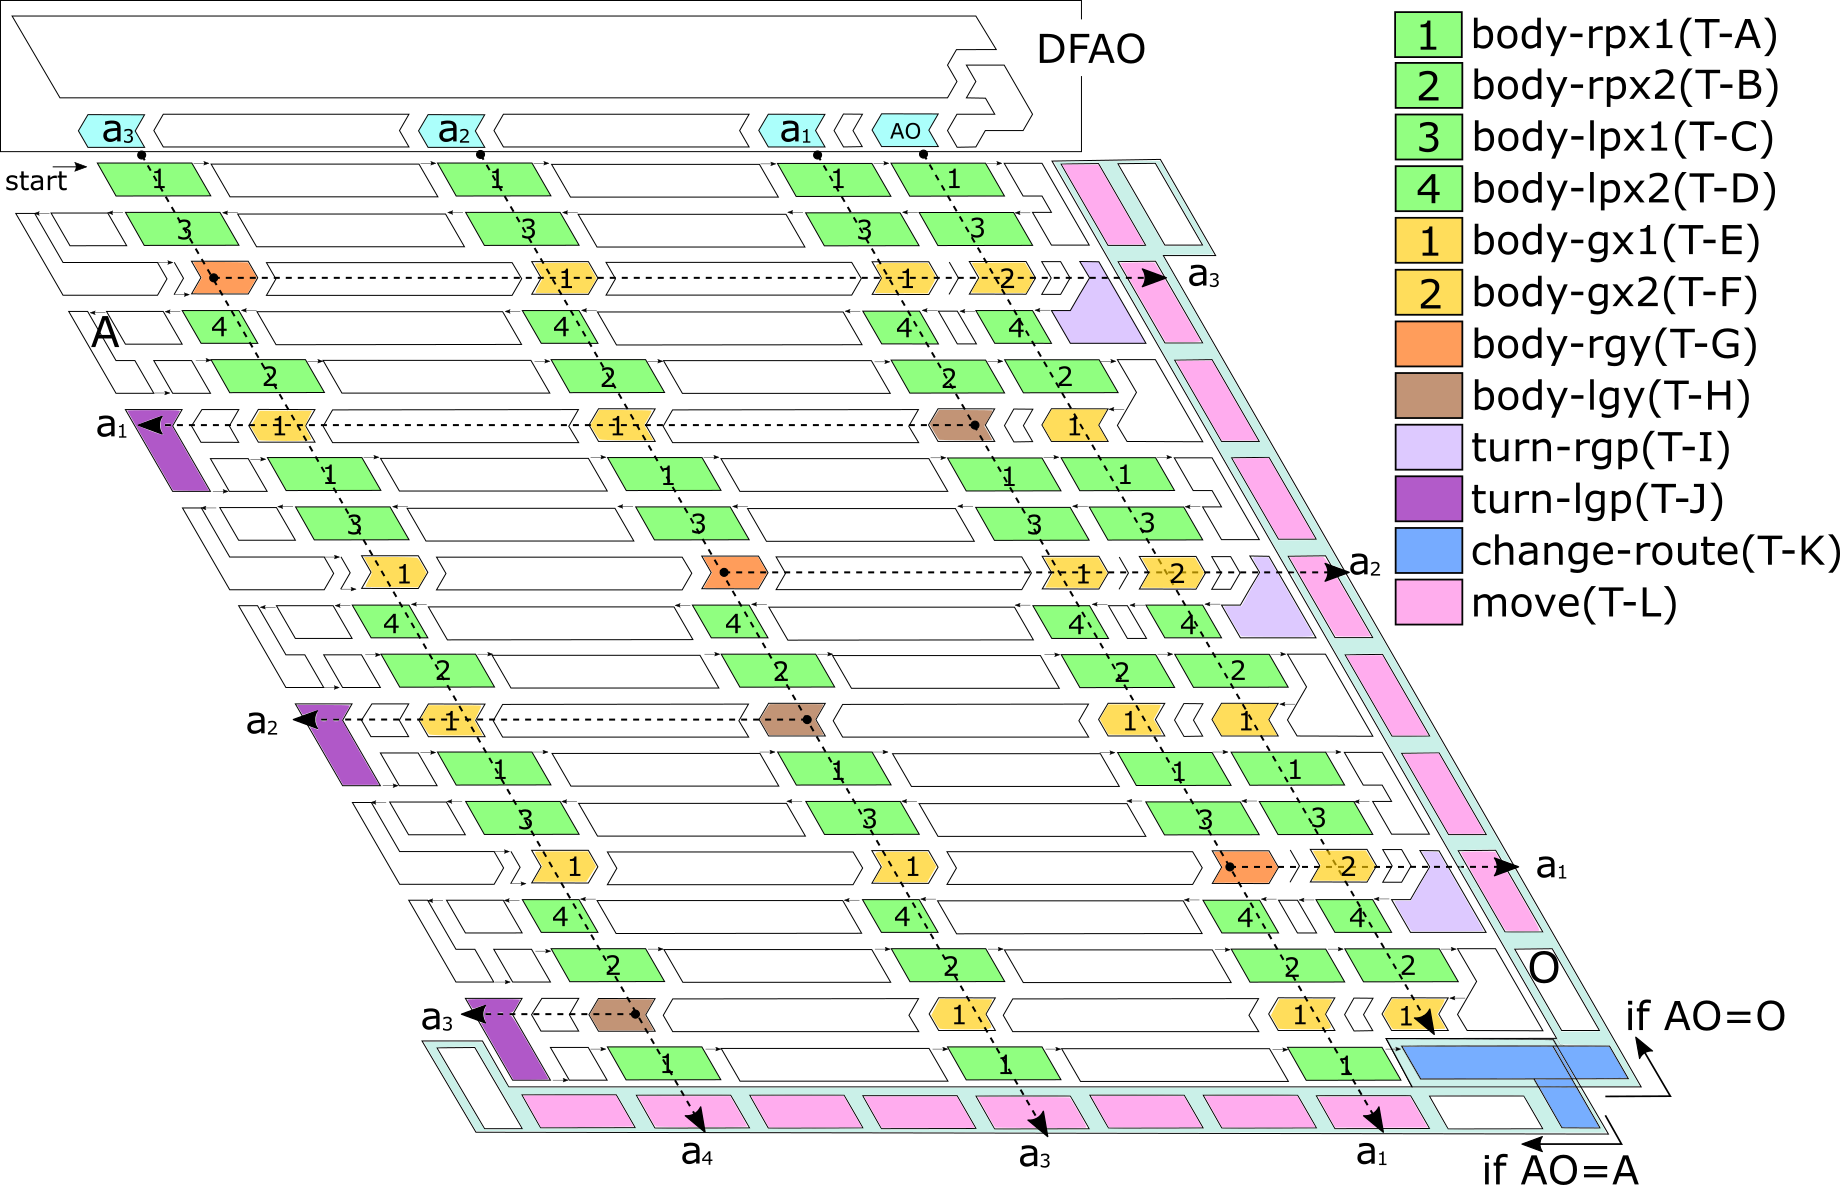 DFAO
a3 a2 a1 AO
start
1 1 1 1
3 3 3 3
1 1 2
a3
A
4 4 4 4
2 2 2 2
a1
1 1 1
1 1 1 1
3 3 3 3
1 1 2
a2
4 4 4 4
2 2 2 2
a2
1 1 1
1 1 1 1
3 3 3 3
1 1 2
a1
4 4 4 4
2 2 2 2
O
a3
1 1 1
if AO=O
1 1 1
a4 a3 a1
if AO=A
1 body-rpx1(T-A)
2 body-rpx2(T-B)
3 body-lpx1(T-C)
4 body-lpx2(T-D)
1 body-gx1(T-E)
2 body-gx2(T-F)
body-rgy(T-G)
body-lgy(T-H)
turn-rgp(T-I)
turn-lgp(T-J)
change-route(T-K)
move(T-L)